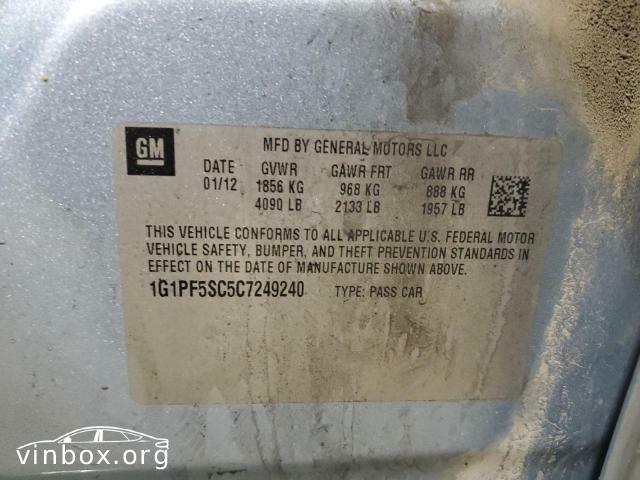 GM
MFD BY GENERAL MOTORS LLC
DATE GVWR GAWR FRT GAWR RR
01/12 1856 KG 968 KG 888 KG
4090 LB 2133 LB 1957 LB
THIS VEHICLE CONFORMS TO ALL APPLICABLE U.S. FEDERAL MOTOR
VEHICLE SAFETY, BUMPER, AND THEFT PREVENTION STANDARDS IN
EFFECT ON THE DATE OF MANUFACTURE SHOWN ABOVE.
1G1PF5SC5C7249240 TYPE: PASS CAR
vinbox.org